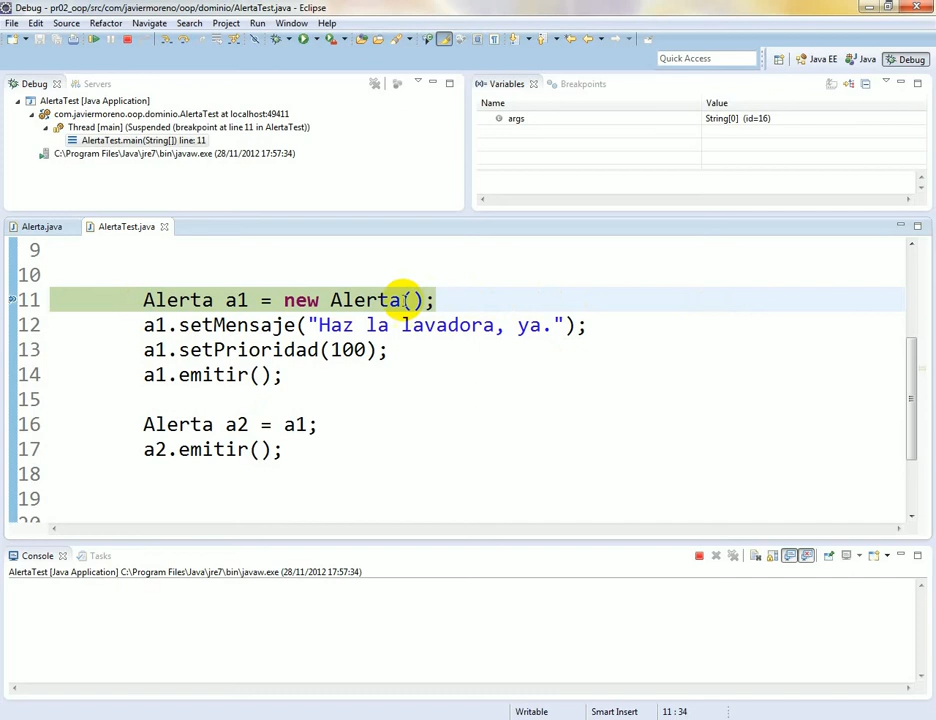 Debug - pr02_oop/src/com/javiermoreno/oop/dominio/AlertaTest.java - Eclipse
File Edit Source Refactor Navigate Search Project Run Window Help
Quick Access
Java EE Java Debug
Debug Servers
AlertaTest [Java Application]
com.javiermoreno.oop.dominio.AlertaTest at localhost:49411
Thread [main] (Suspended (breakpoint at line 11 in AlertaTest))
AlertaTest.main(String[]) line: 11
C:\Program Files\Java\jre7\bin\javaw.exe (28/11/2012 17:57:34)
(x)= Variables Breakpoints
Name Value
args String[0] (id=16)
Alerta.java AlertaTest.java
9
10
11 Alerta a1 = new Alerta();
12 a1.setMensaje("Haz la lavadora, ya.");
13 a1.setPrioridad(100);
14 a1.emitir();
15
16 Alerta a2 = a1;
17 a2.emitir();
18
19
20
Console Tasks
AlertaTest [Java Application] C:\Program Files\Java\jre7\bin\javaw.exe (28/11/2012 17:57:34)
Writable Smart Insert 11 : 34